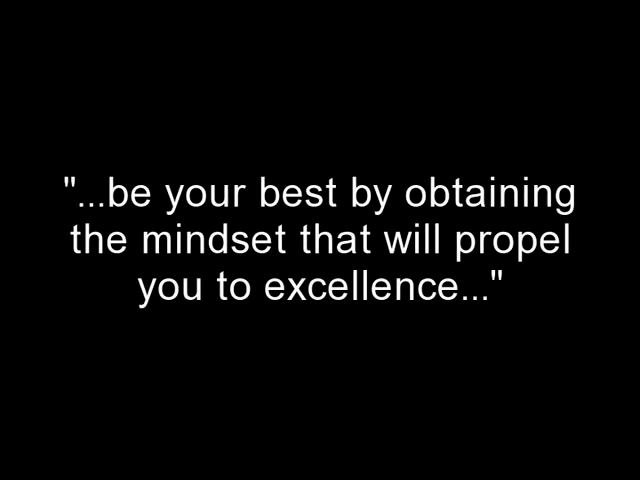 "...be your best by obtaining
the mindset that will propel
you to excellence..."